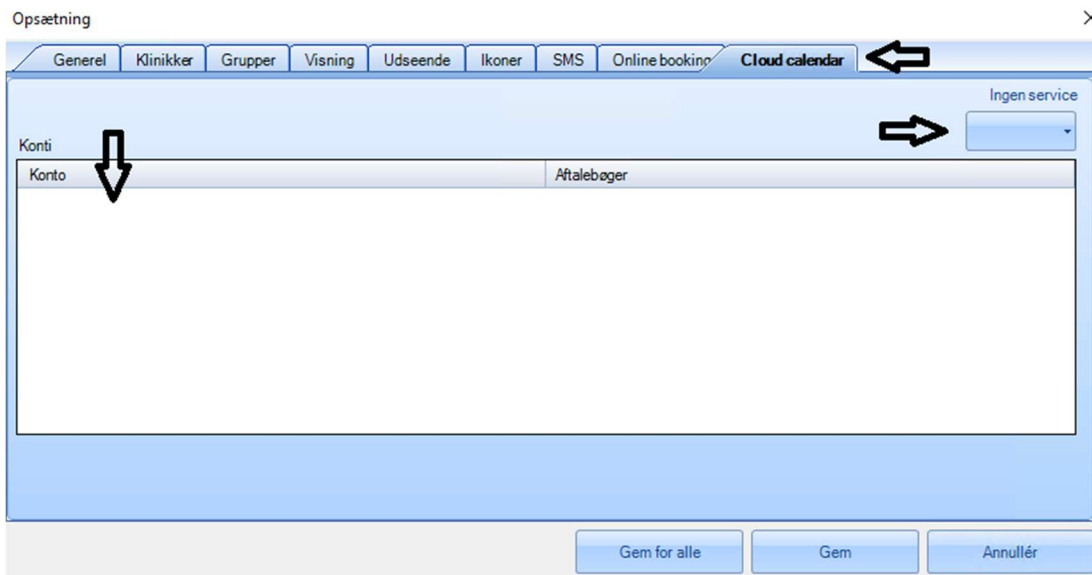 Opsætning
Generel Klinikker Grupper Visning Udseende Ikoner SMS Online booking Cloud calendar
Ingen service
Konti
Konto Aftalebøger
Gem for alle Gem Annullér